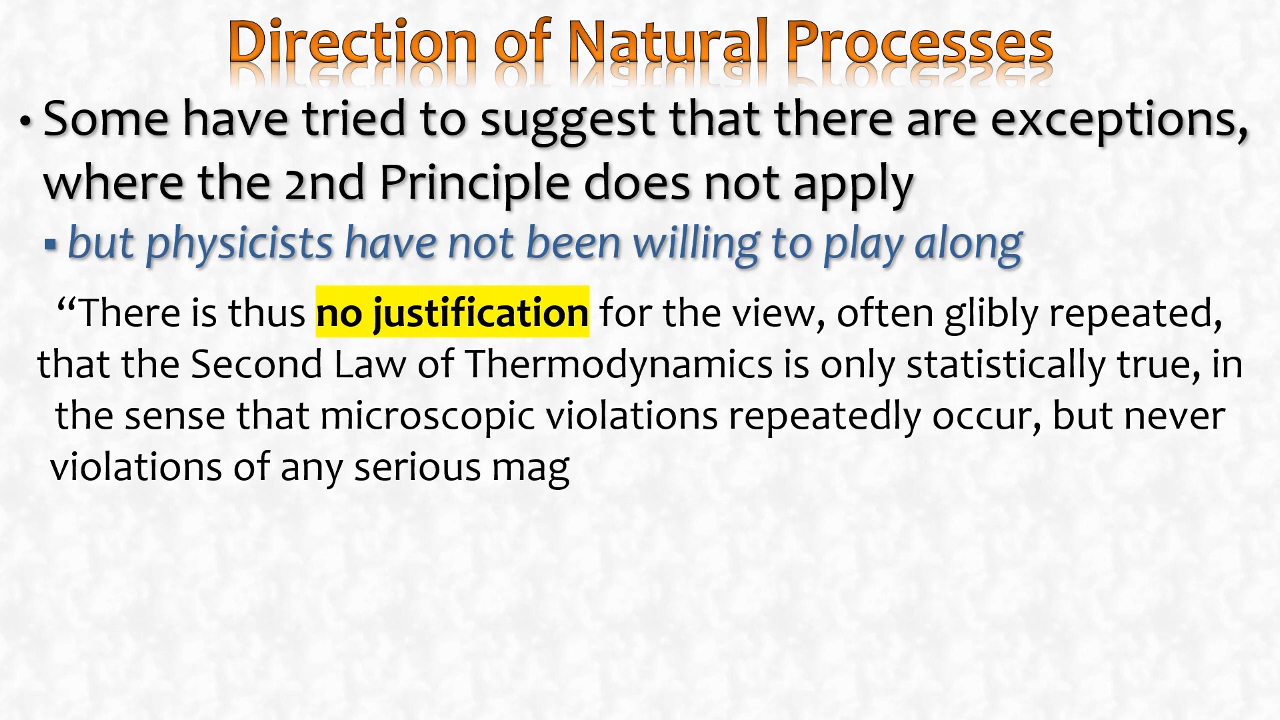 Direction of Natural Processes
• Some have tried to suggest that there are exceptions,
where the 2nd Principle does not apply
▪ but physicists have not been willing to play along
“There is thus no justification for the view, often glibly repeated,
that the Second Law of Thermodynamics is only statistically true, in
the sense that microscopic violations repeatedly occur, but never
violations of any serious mag